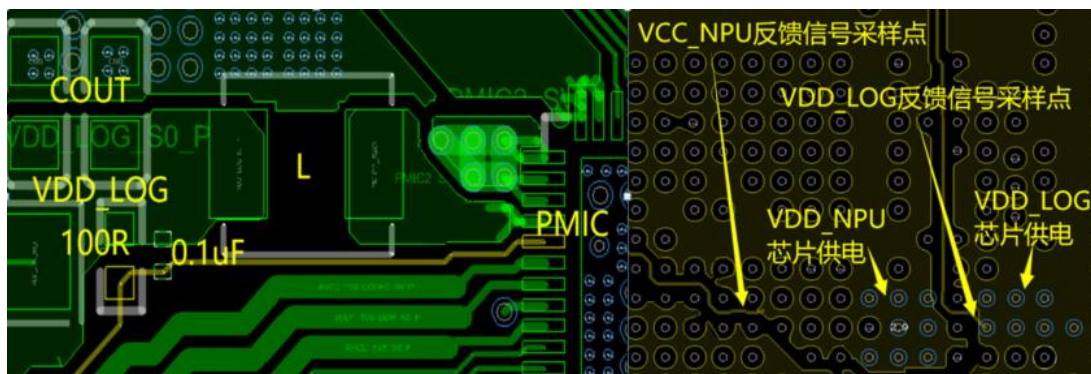 COUT
VDD_LOG_S0_P
L
VDD_LOG
100R
0.1uF
PMIC
VCC_NPU反馈信号采样点
VDD_LOG反馈信号采样点
VDD_NPU
芯片供电
VDD_LOG
芯片供电